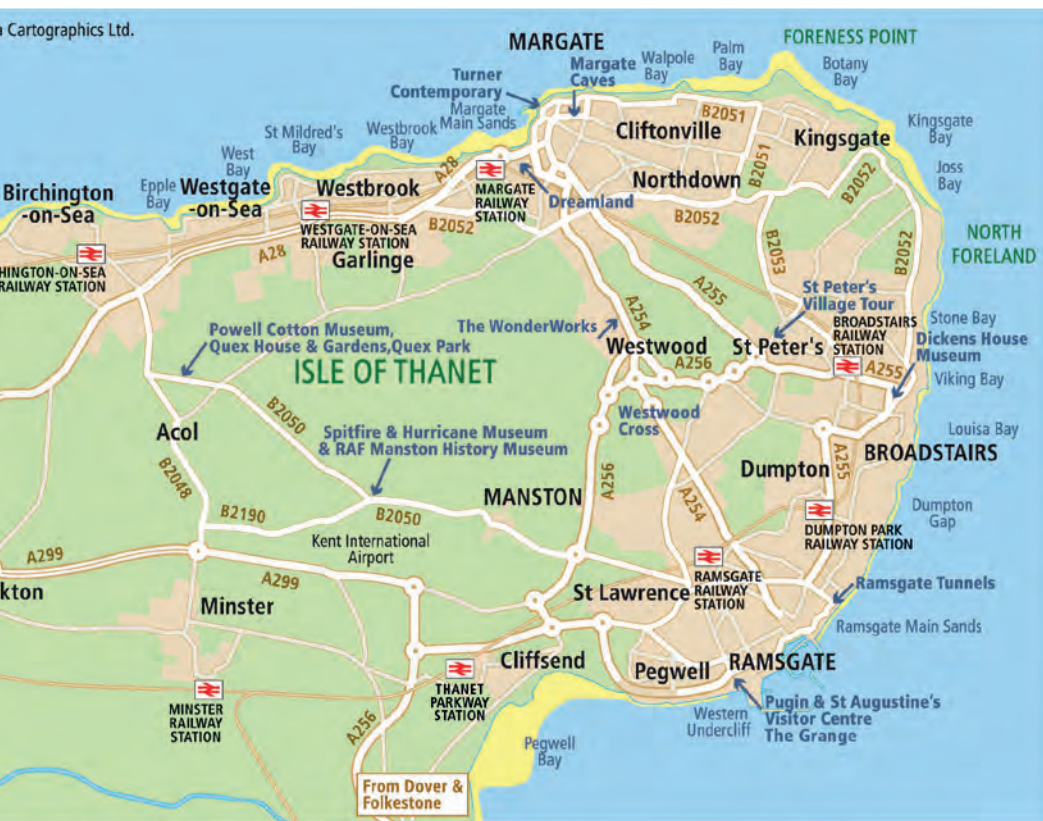 Cartographics Ltd.
MARGATE
FORENESS POINT
Turner
Contemporary
Margate
Caves
Walpole
Bay
Palm
Bay
Botany
Bay
Margate
Main Sands
Westbrook
Bay
St Mildred's
Bay
West
Bay
Epple
Bay
Kingsgate
Bay
Joss
Bay
Cliftonville
B2051
Kingsgate
B2051
Birchington
-on-Sea
Westgate
-on-Sea
Westbrook
A28
MARGATE
RAILWAY
STATION
Dreamland
Northdown
B2052
B2052
B2052
B2052
B2053
NORTH
FORELAND
WESTGATE-ON-SEA
RAILWAY STATION
Garlinge
A28
HINGTON-ON-SEA
RAILWAY STATION
A255
A254
St Peter's
Village Tour
Powell Cotton Museum,
Quex House & Gardens,Quex Park
The WonderWorks
BROADSTAIRS
RAILWAY
STATION
Stone Bay
Dickens House
Museum
Westwood
St Peter's
A256
A255
Viking Bay
ISLE OF THANET
B2050
Westwood
Cross
Louisa Bay
Acol
Spitfire & Hurricane Museum
& RAF Manston History Museum
BROADSTAIRS
Dumpton
A255
A256
A254
B2048
MANSTON
B2190
B2050
Dumpton
Gap
DUMPTON PARK
RAILWAY STATION
Kent International
Airport
A299
A299
RAMSGATE
RAILWAY
STATION
Ramsgate Tunnels
kton
Minster
St Lawrence
Ramsgate Main Sands
Cliffsend
Pegwell
RAMSGATE
THANET
PARKWAY
STATION
MINSTER
RAILWAY
STATION
A256
Western
Undercliff
Pugin & St Augustine's
Visitor Centre
The Grange
Pegwell
Bay
From Dover &
Folkestone